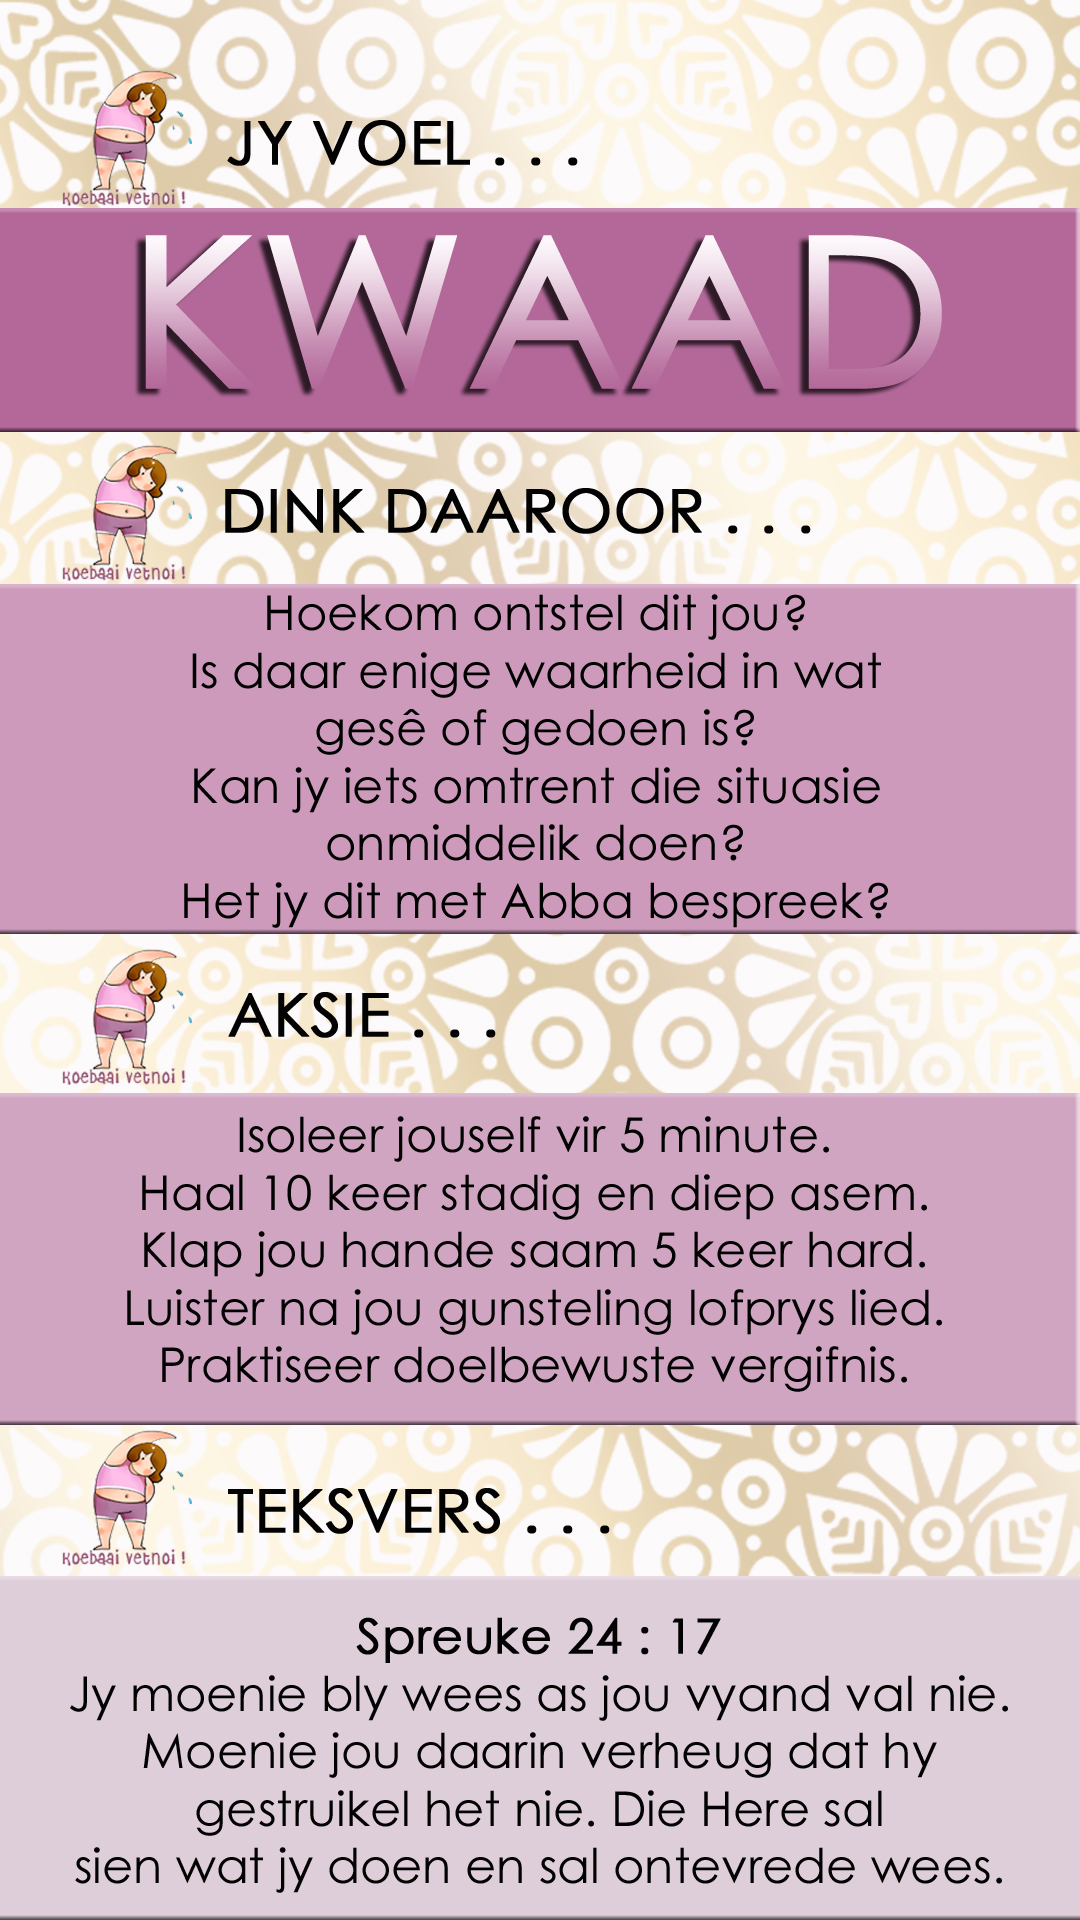 JY VOEL . . .
Koebaai Vetnoi !
KWAAD
DINK DAAROOR . . .
Koebaai Vetnoi !
Hoekom ontstel dit jou?
Is daar enige waarheid in wat
gesê of gedoen is?
Kan jy iets omtrent die situasie
onmiddelik doen?
Het jy dit met Abba bespreek?
AKSIE . . .
Koebaai Vetnoi !
Isoleer jouself vir 5 minute.
Haal 10 keer stadig en diep asem.
Klap jou hande saam 5 keer hard.
Luister na jou gunsteling lofprys lied.
Praktiseer doelbewuste vergifnis.
TEKSVERS . . .
Koebaai Vetnoi !
Spreuke 24 : 17
Jy moenie bly wees as jou vyand val nie.
Moenie jou daarin verheug dat hy
gestruikel het nie. Die Here sal
sien wat jy doen en sal ontevrede wees.